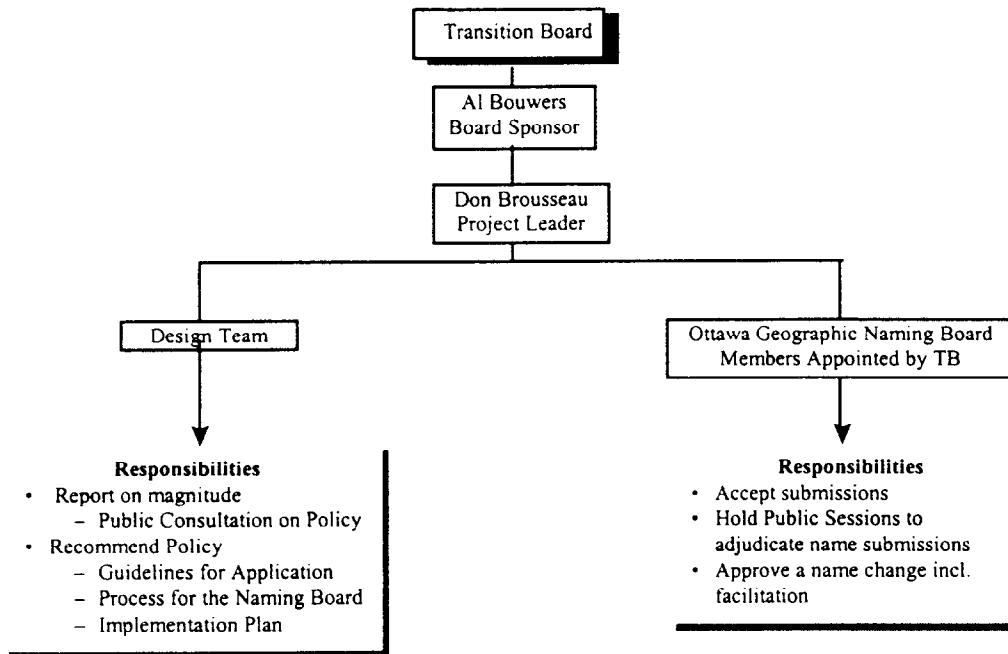 Transition Board
Al Bouwers
Board Sponsor
Don Brousseau
Project Leader
Design Team
Responsibilities
• Report on magnitude
– Public Consultation on Policy
• Recommend Policy
– Guidelines for Application
– Process for the Naming Board
– Implementation Plan
Ottawa Geographic Naming Board
Members Appointed by TB
Responsibilities
• Accept submissions
• Hold Public Sessions to
adjudicate name submissions
• Approve a name change incl.
facilitation